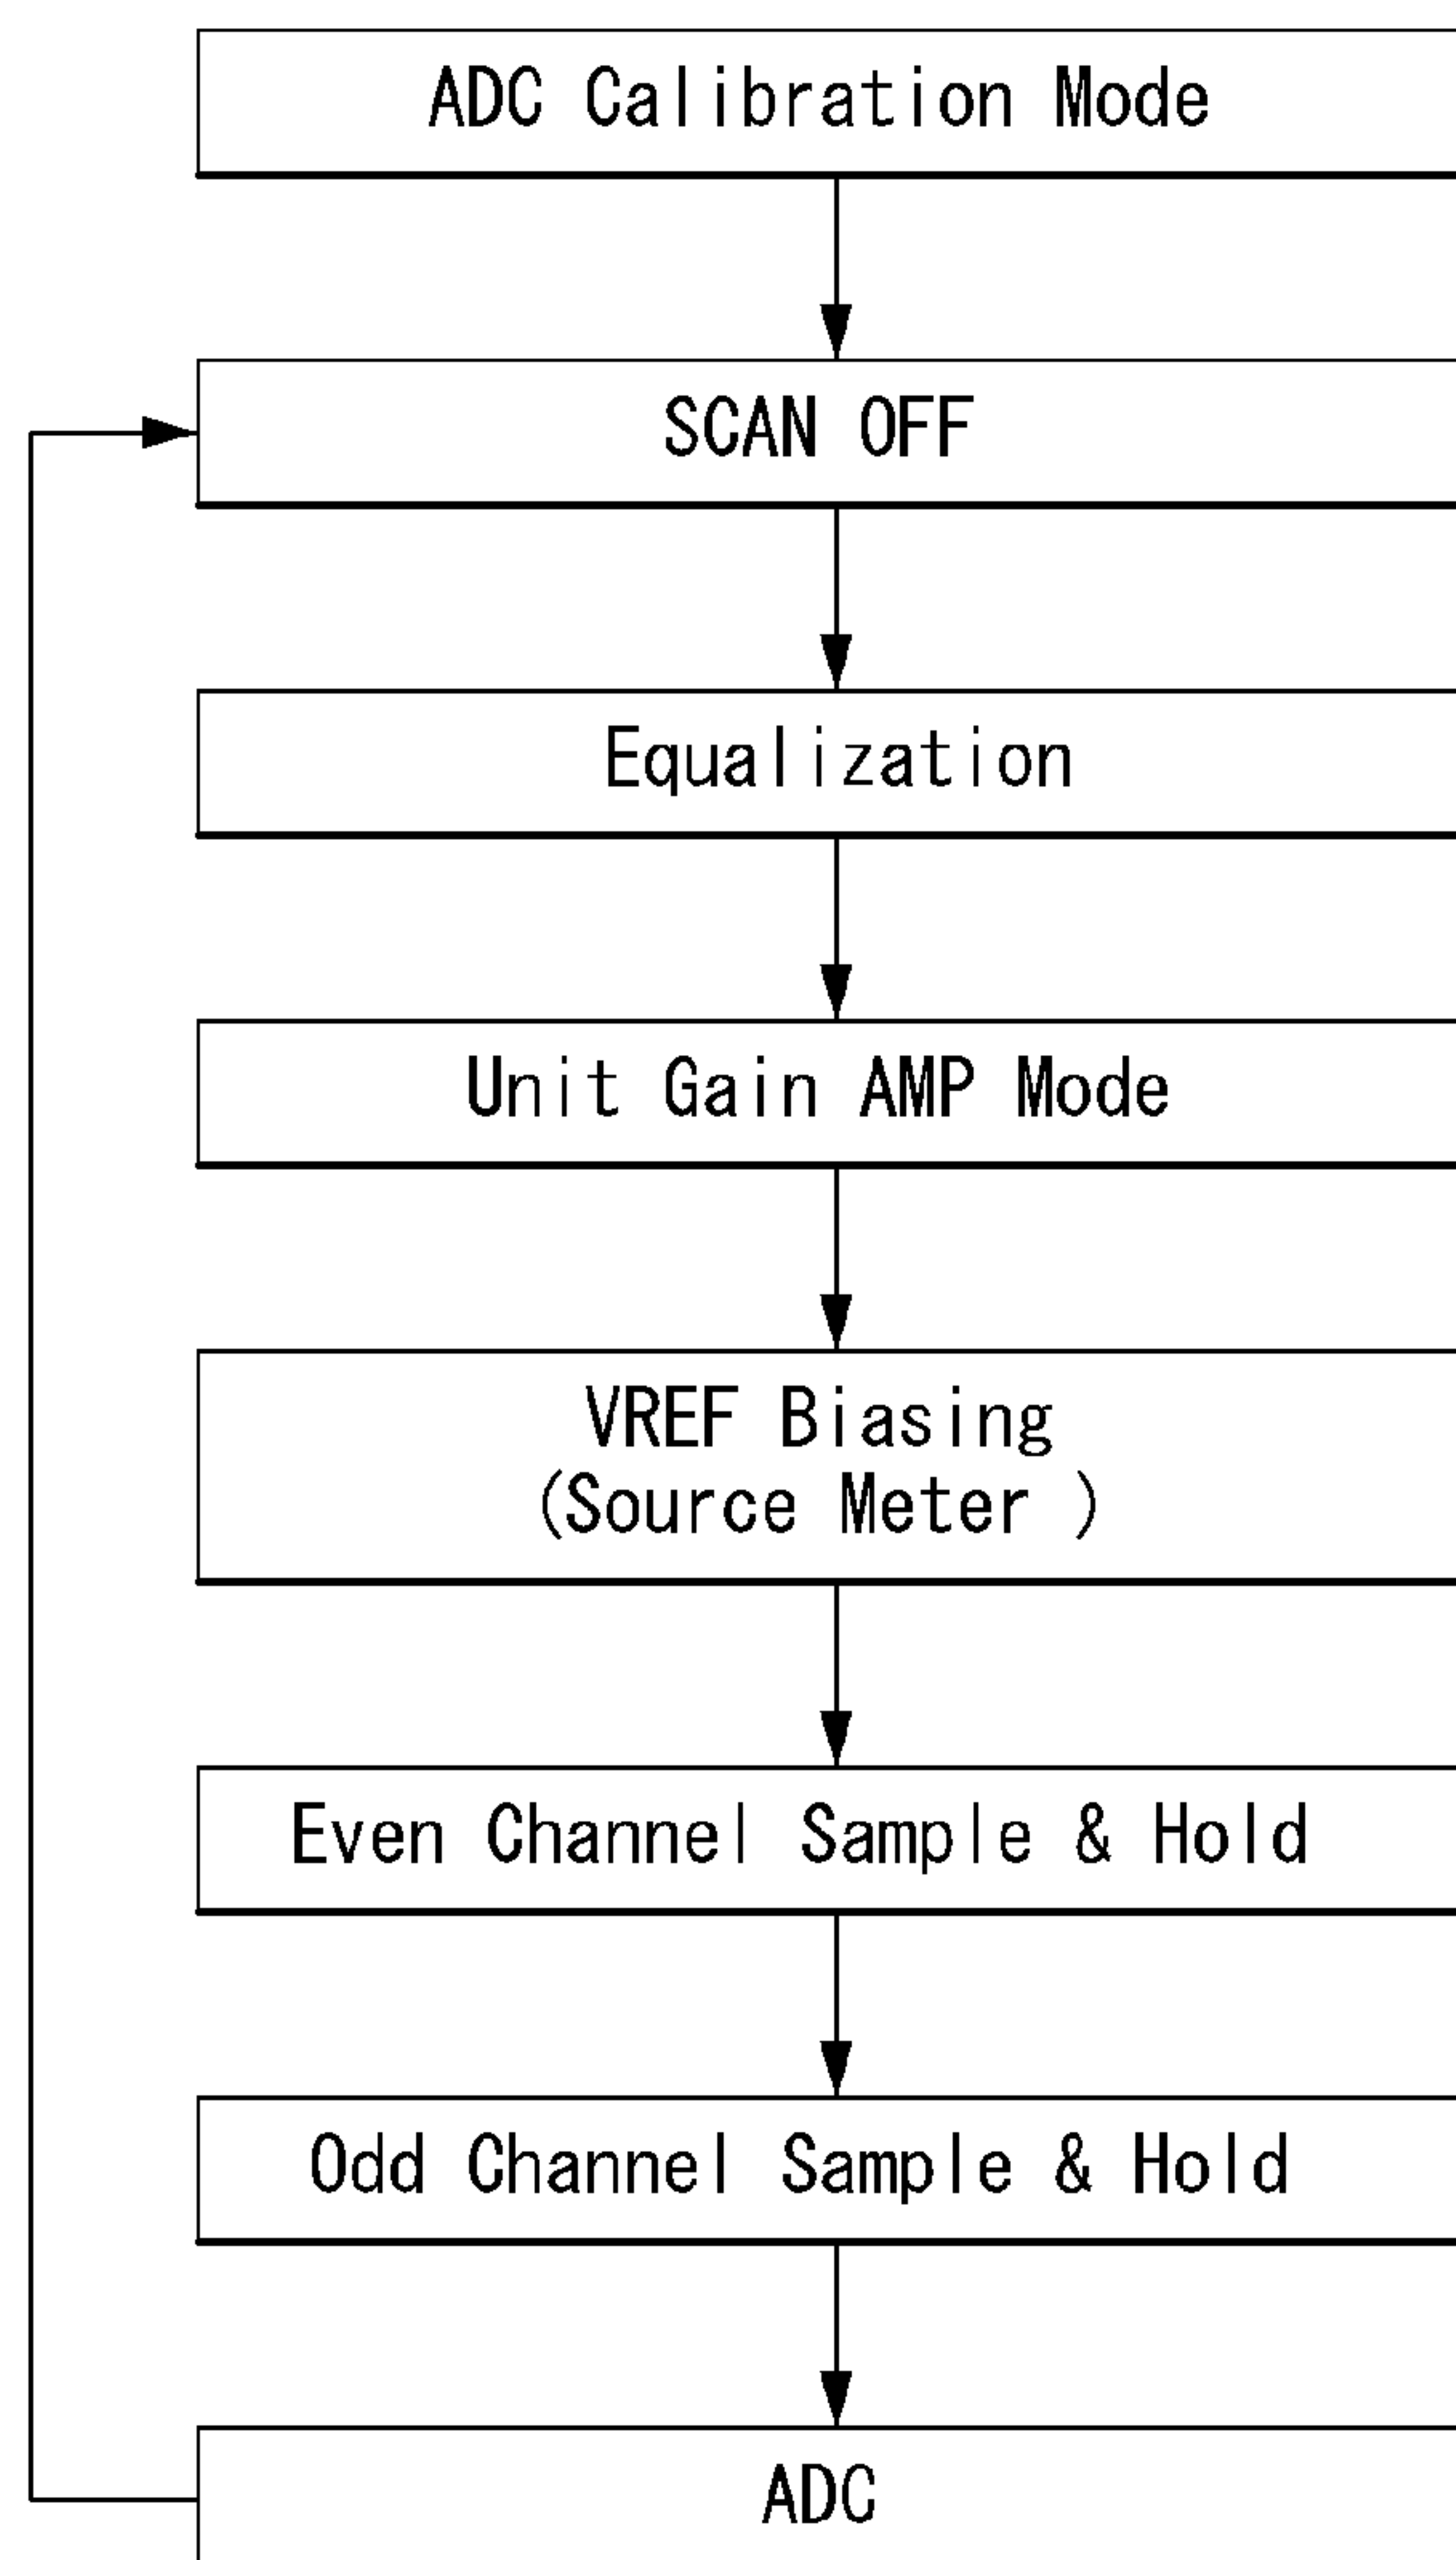 ADC Calibration Mode
SCAN OFF
Equalization
Unit Gain AMP Mode
VREF Biasing
(Source Meter )
Even Channel Sample & Hold
Odd Channel Sample & Hold
ADC